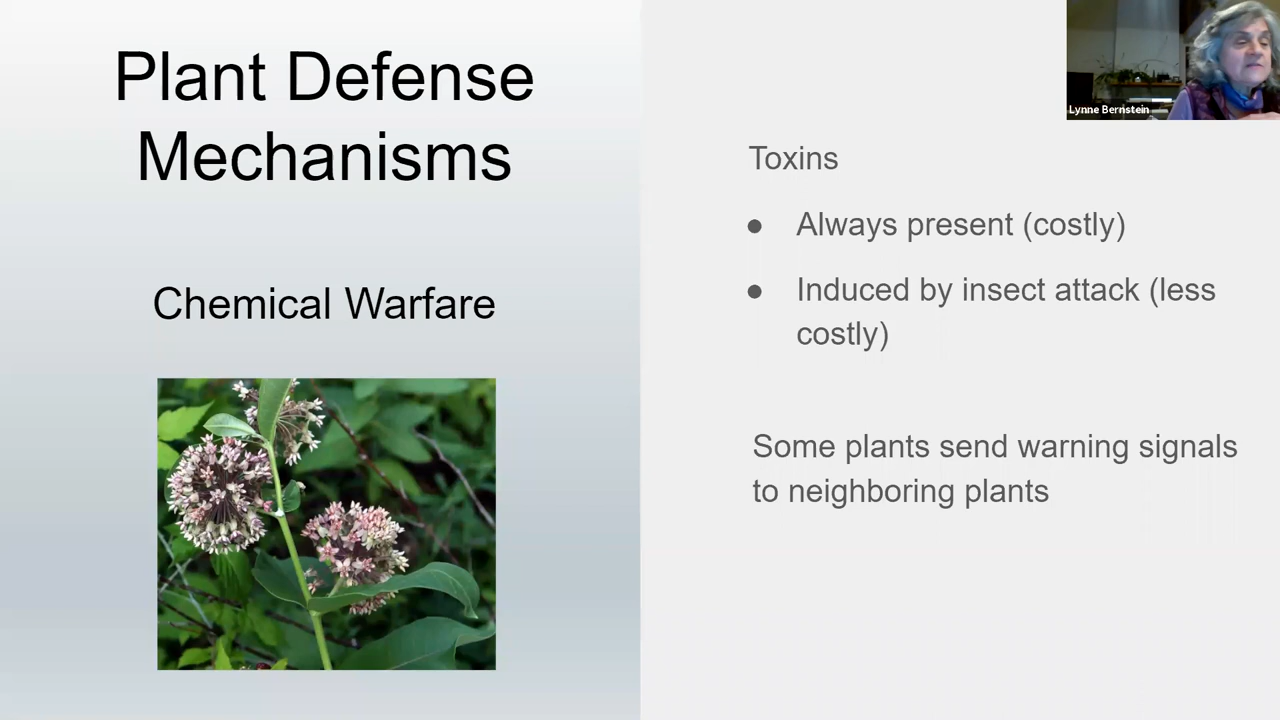 Plant Defense
Mechanisms
Chemical Warfare
Lynne Bernstein
Toxins
● Always present (costly)
● Induced by insect attack (less
costly)
Some plants send warning signals
to neighboring plants